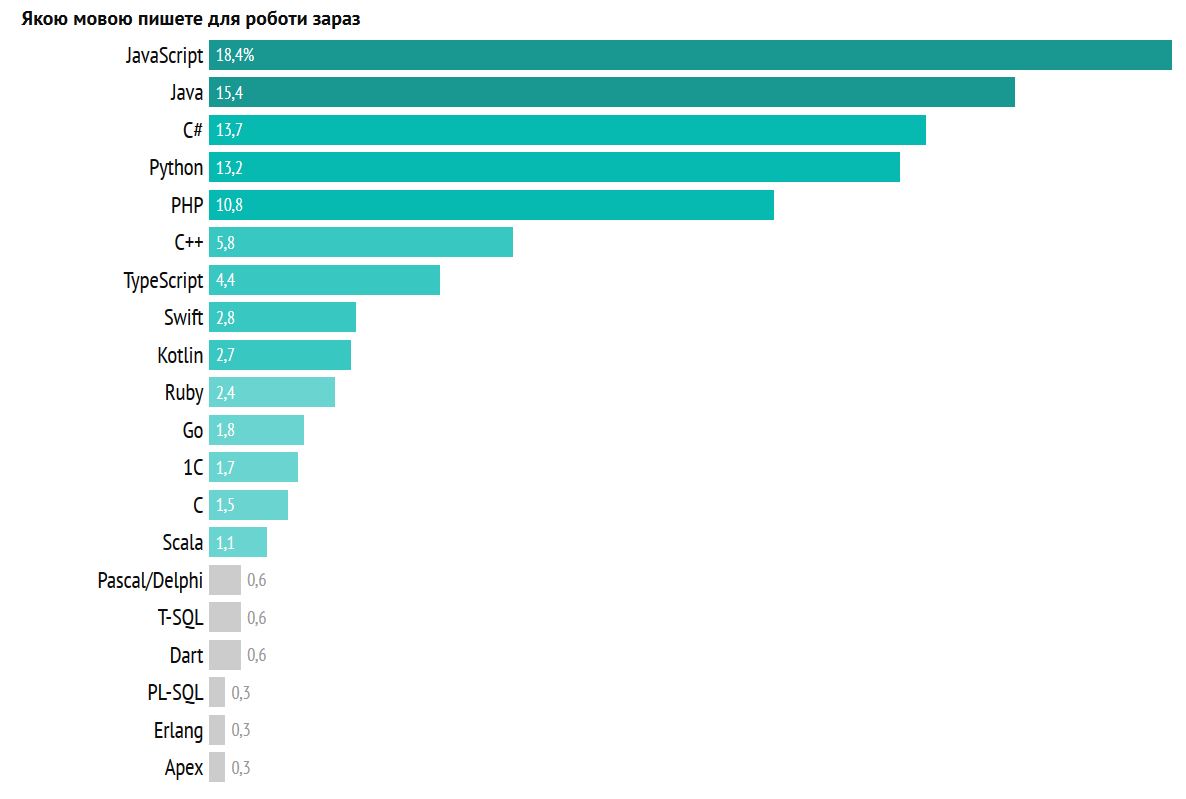 Якою мовою пишете для роботи зараз
JavaScript 18,4%
Java 15,4
C# 13,7
Python 13,2
PHP 10,8
C++ 5,8
TypeScript 4,4
Swift 2,8
Kotlin 2,7
Ruby 2,4
Go 1,8
1C 1,7
C 1,5
Scala 1,1
Pascal/Delphi 0,6
T-SQL 0,6
Dart 0,6
PL-SQL 0,3
Erlang 0,3
Apex 0,3